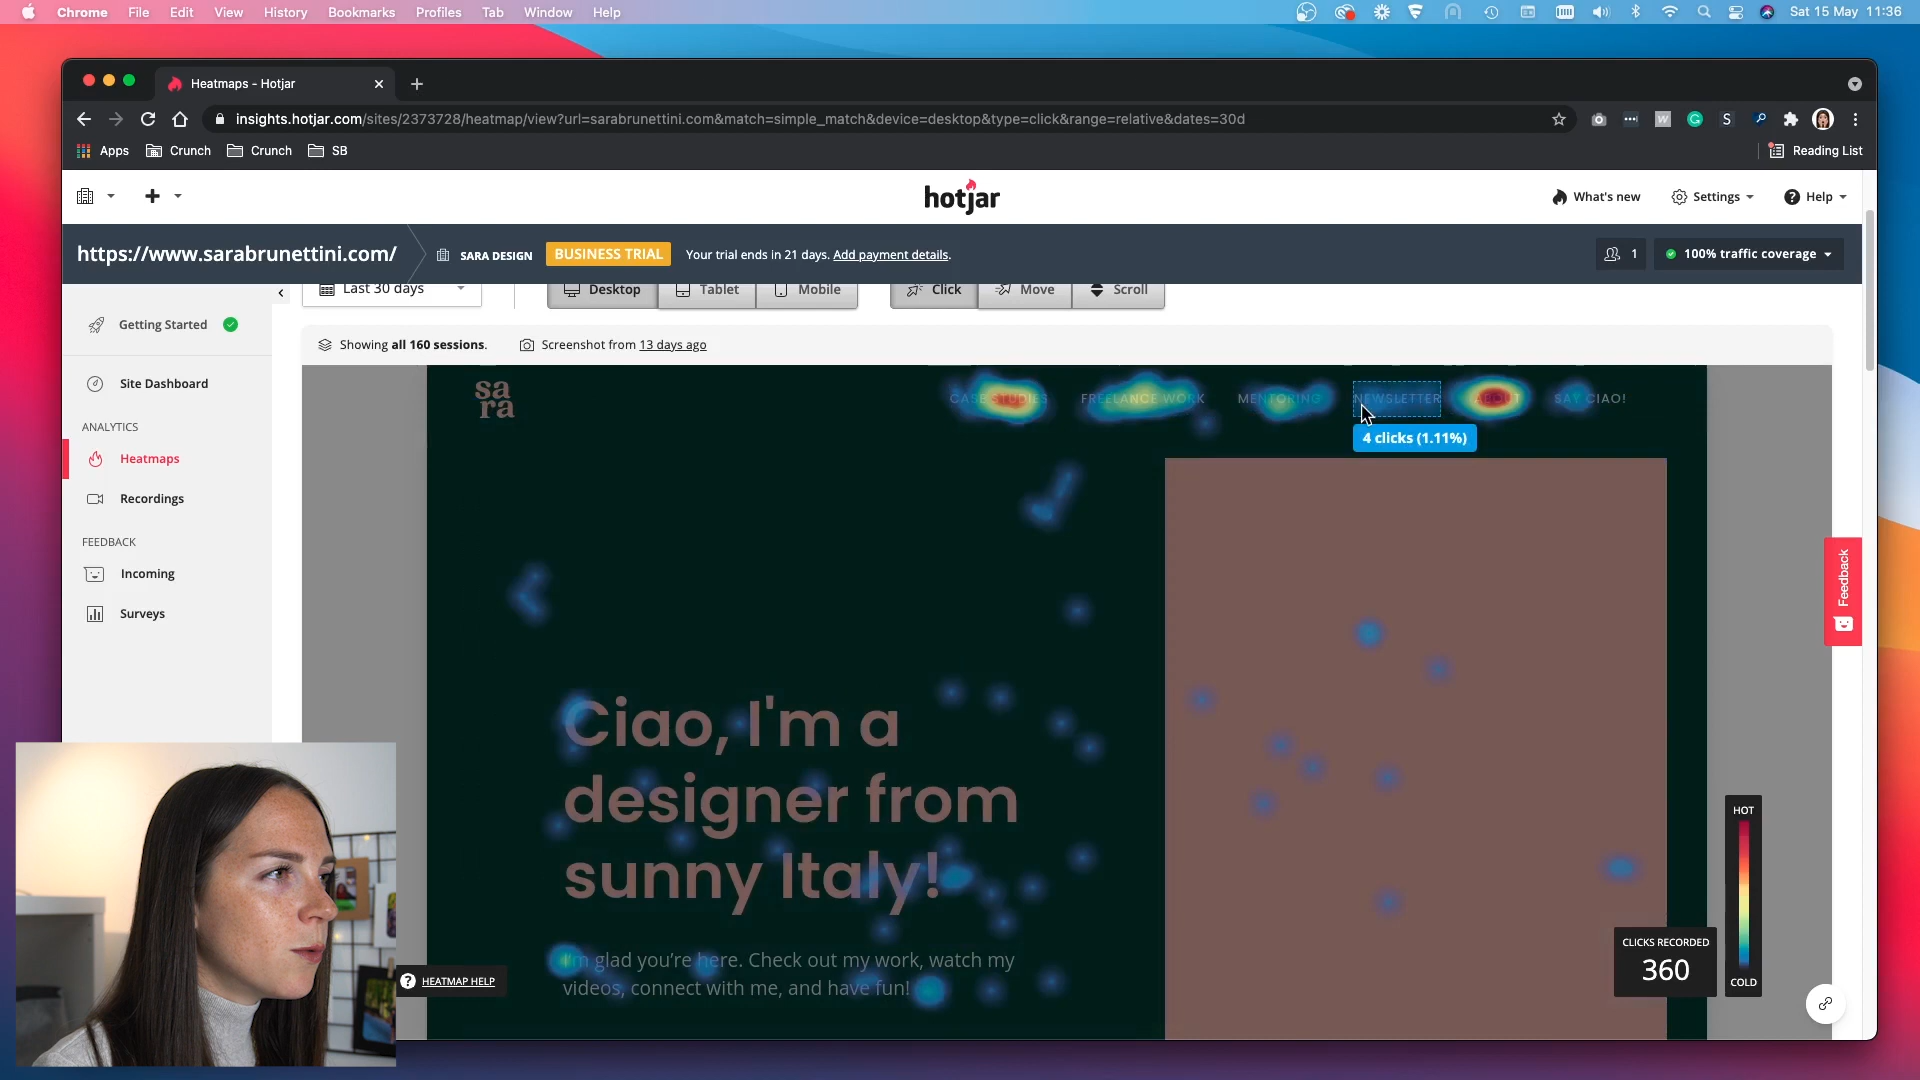 Chrome File Edit View History Bookmarks Profiles Tab Window Help Sat 15 May 11:36
Heatmaps - Hotjar
insights.hotjar.com/sites/2373728/heatmap/view?url=sarabrunettini.com&match=simple_match&device=desktop&type=click&range=relative&dates=30d
Apps Crunch Crunch SB Reading List
hotjar What's new Settings Help
https://www.sarabrunettini.com/ SARA DESIGN BUSINESS TRIAL Your trial ends in 21 days. Add payment details. 1 100% traffic coverage
Last 30 days Desktop Tablet Mobile Click Move Scroll
Getting Started
Showing all 160 sessions. Screenshot from 13 days ago
Site Dashboard
ANALYTICS
Heatmaps
Recordings
FEEDBACK
Incoming
Surveys
sa
ra
CASE STUDIES FREELANCE WORK MENTORING NEWSLETTER ABOUT SAY CIAO!
4 clicks (1.11%)
Feedback
Ciao, I'm a
designer from
sunny Italy!
I'm glad you're here. Check out my work, watch my
videos, connect with me, and have fun!
HEATMAP HELP
CLICKS RECORDED
360
HOT
COLD